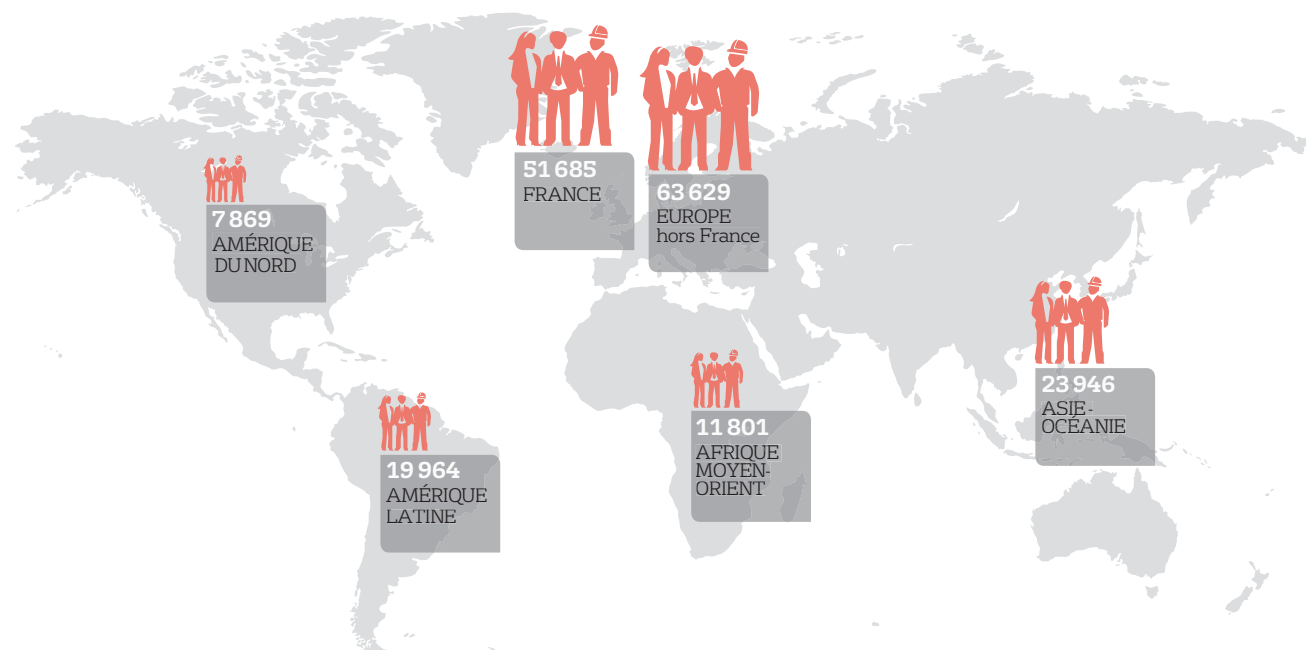 51 685
FRANCE
63 629
EUROPE
hors France
7 869
AMÉRIQUE
DU NORD
23 946
ASIE-
OCÉANIE
11 801
AFRIQUE
MOYEN-
ORIENT
19 964
AMÉRIQUE
LATINE